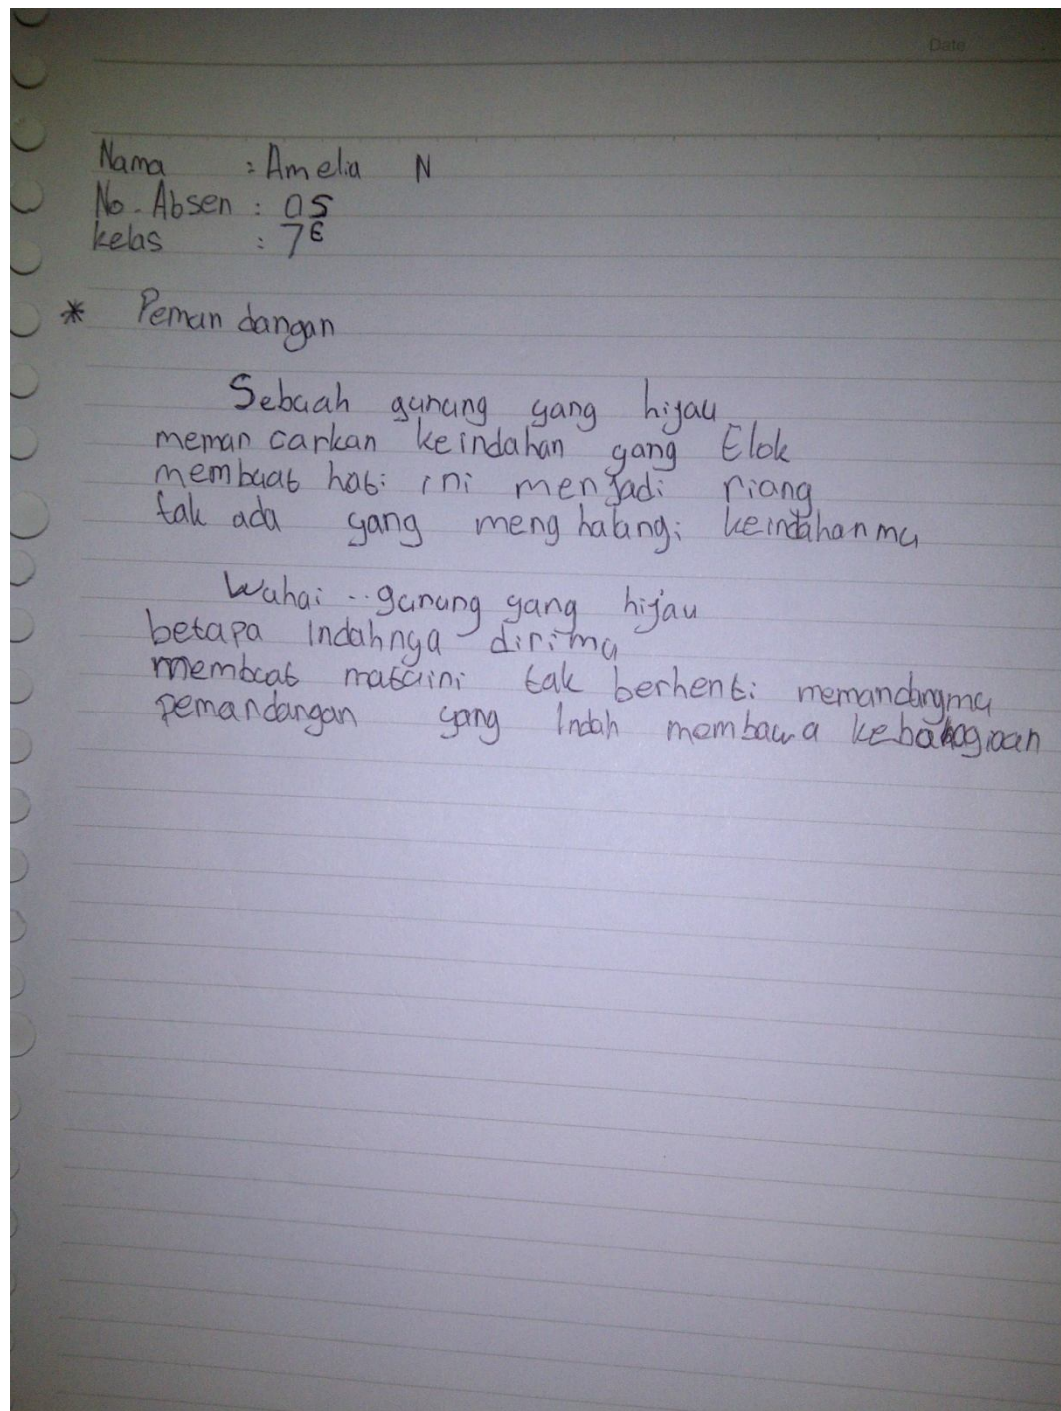 Date
Nama : Amelia N
No. Absen : 05
kelas : 7E
* Pemandangan
Sebuah gunung yang hijau
memancarkan keindahan yang Elok
membuat hati ini menjadi riang
tak ada yang menghalangi keindahanmu
Wahai .. gunung yang hijau
betapa Indahnya dirimu
membuat mata ini tak berhenti memandangmu
pemandangan yang Indah membawa kebahagiaan